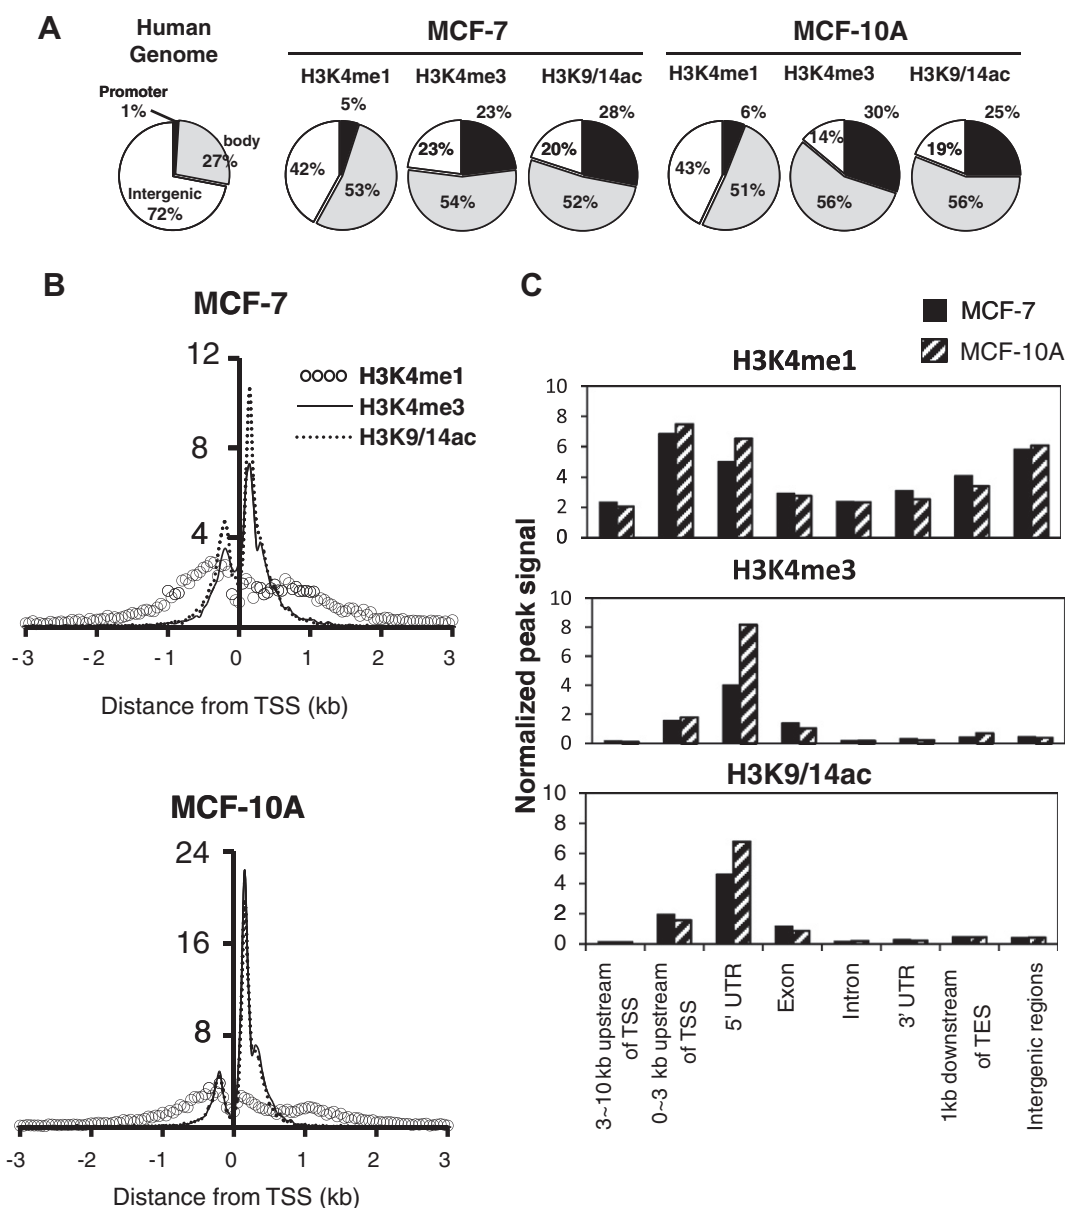 A
Human
Genome
MCF-7
MCF-10A
H3K4me1
H3K4me3
H3K9/14ac
H3K4me1
H3K4me3
H3K9/14ac
Promoter
1%
body
27%
Intergenic
72%
5%
42%
53%
23%
23%
54%
28%
20%
52%
6%
43%
51%
30%
14%
56%
25%
19%
56%
B
MCF-7
12
8
4
H3K4me1
H3K4me3
H3K9/14ac
-3
-2
-1
0
1
2
3
Distance from TSS (kb)
MCF-10A
24
16
8
-3
-2
-1
0
1
2
3
Distance from TSS (kb)
C
MCF-7
MCF-10A
Normalized peak signal
H3K4me1
10
8
6
4
2
0
H3K4me3
10
8
6
4
2
0
H3K9/14ac
10
8
6
4
2
0
3~10 kb upstream
of TSS
0~3 kb upstream
of TSS
5' UTR
Exon
Intron
3' UTR
1kb downstream
of TES
Intergenic regions